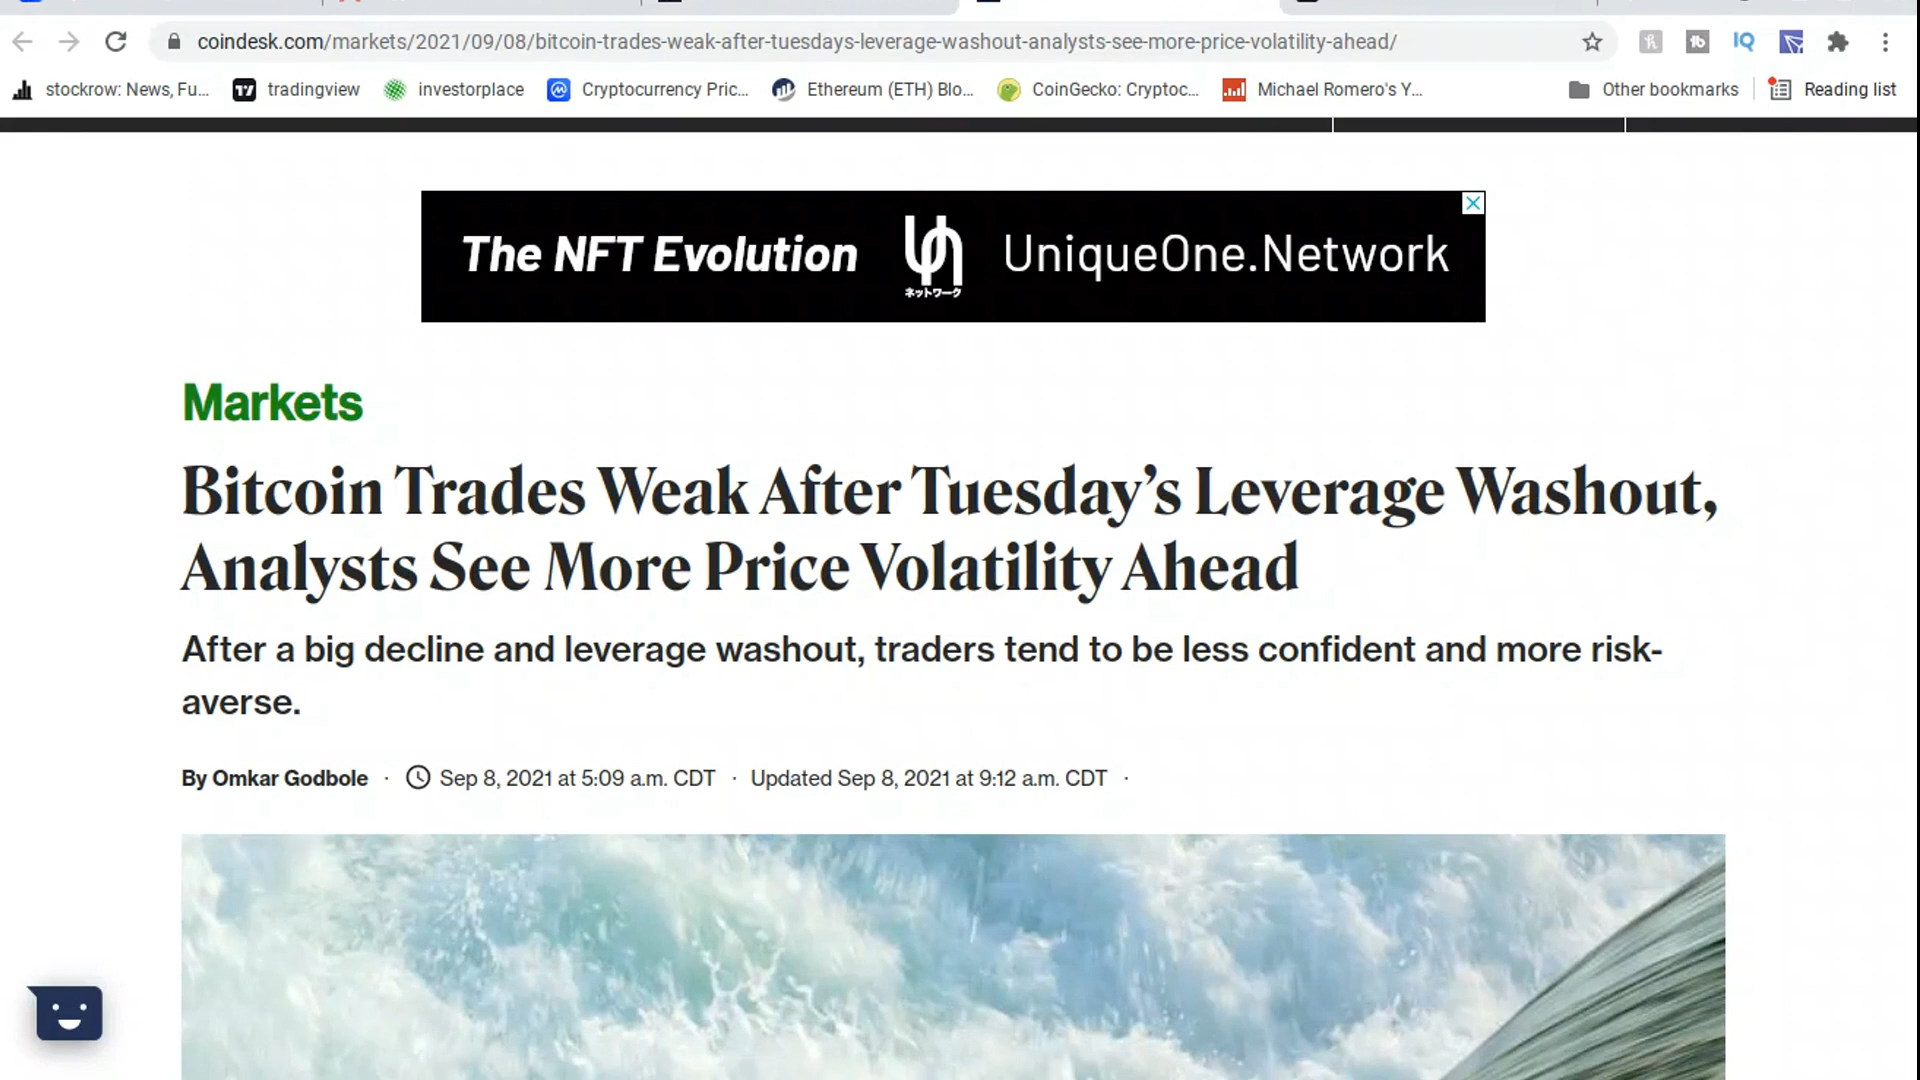 coindesk.com/markets/2021/09/08/bitcoin-trades-weak-after-tuesdays-leverage-washout-analysts-see-more-price-volatility-ahead/
stockrow: News, Fu... tradingview investorplace Cryptocurrency Pric... Ethereum (ETH) Blo... CoinGecko: Cryptoc... Michael Romero's Y... Other bookmarks Reading list
The NFT Evolution UniqueOne.Network
ネットワーク
Markets
Bitcoin Trades Weak After Tuesday’s Leverage Washout,
Analysts See More Price Volatility Ahead
After a big decline and leverage washout, traders tend to be less confident and more risk-
averse.
By Omkar Godbole · Sep 8, 2021 at 5:09 a.m. CDT · Updated Sep 8, 2021 at 9:12 a.m. CDT ·